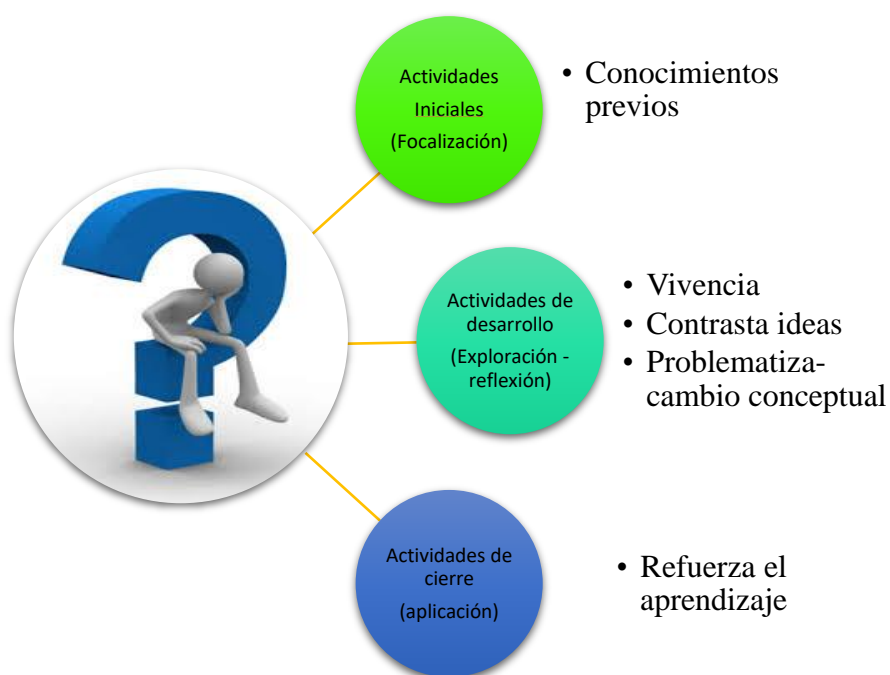 Actividades
Iniciales
(Focalización)
• Conocimientos
previos
Actividades de
desarrollo
(Exploración -
reflexión)
• Vivencia
• Contrasta ideas
• Problematiza-
cambio conceptual
Actividades de
cierre
(aplicación)
• Refuerza el
aprendizaje